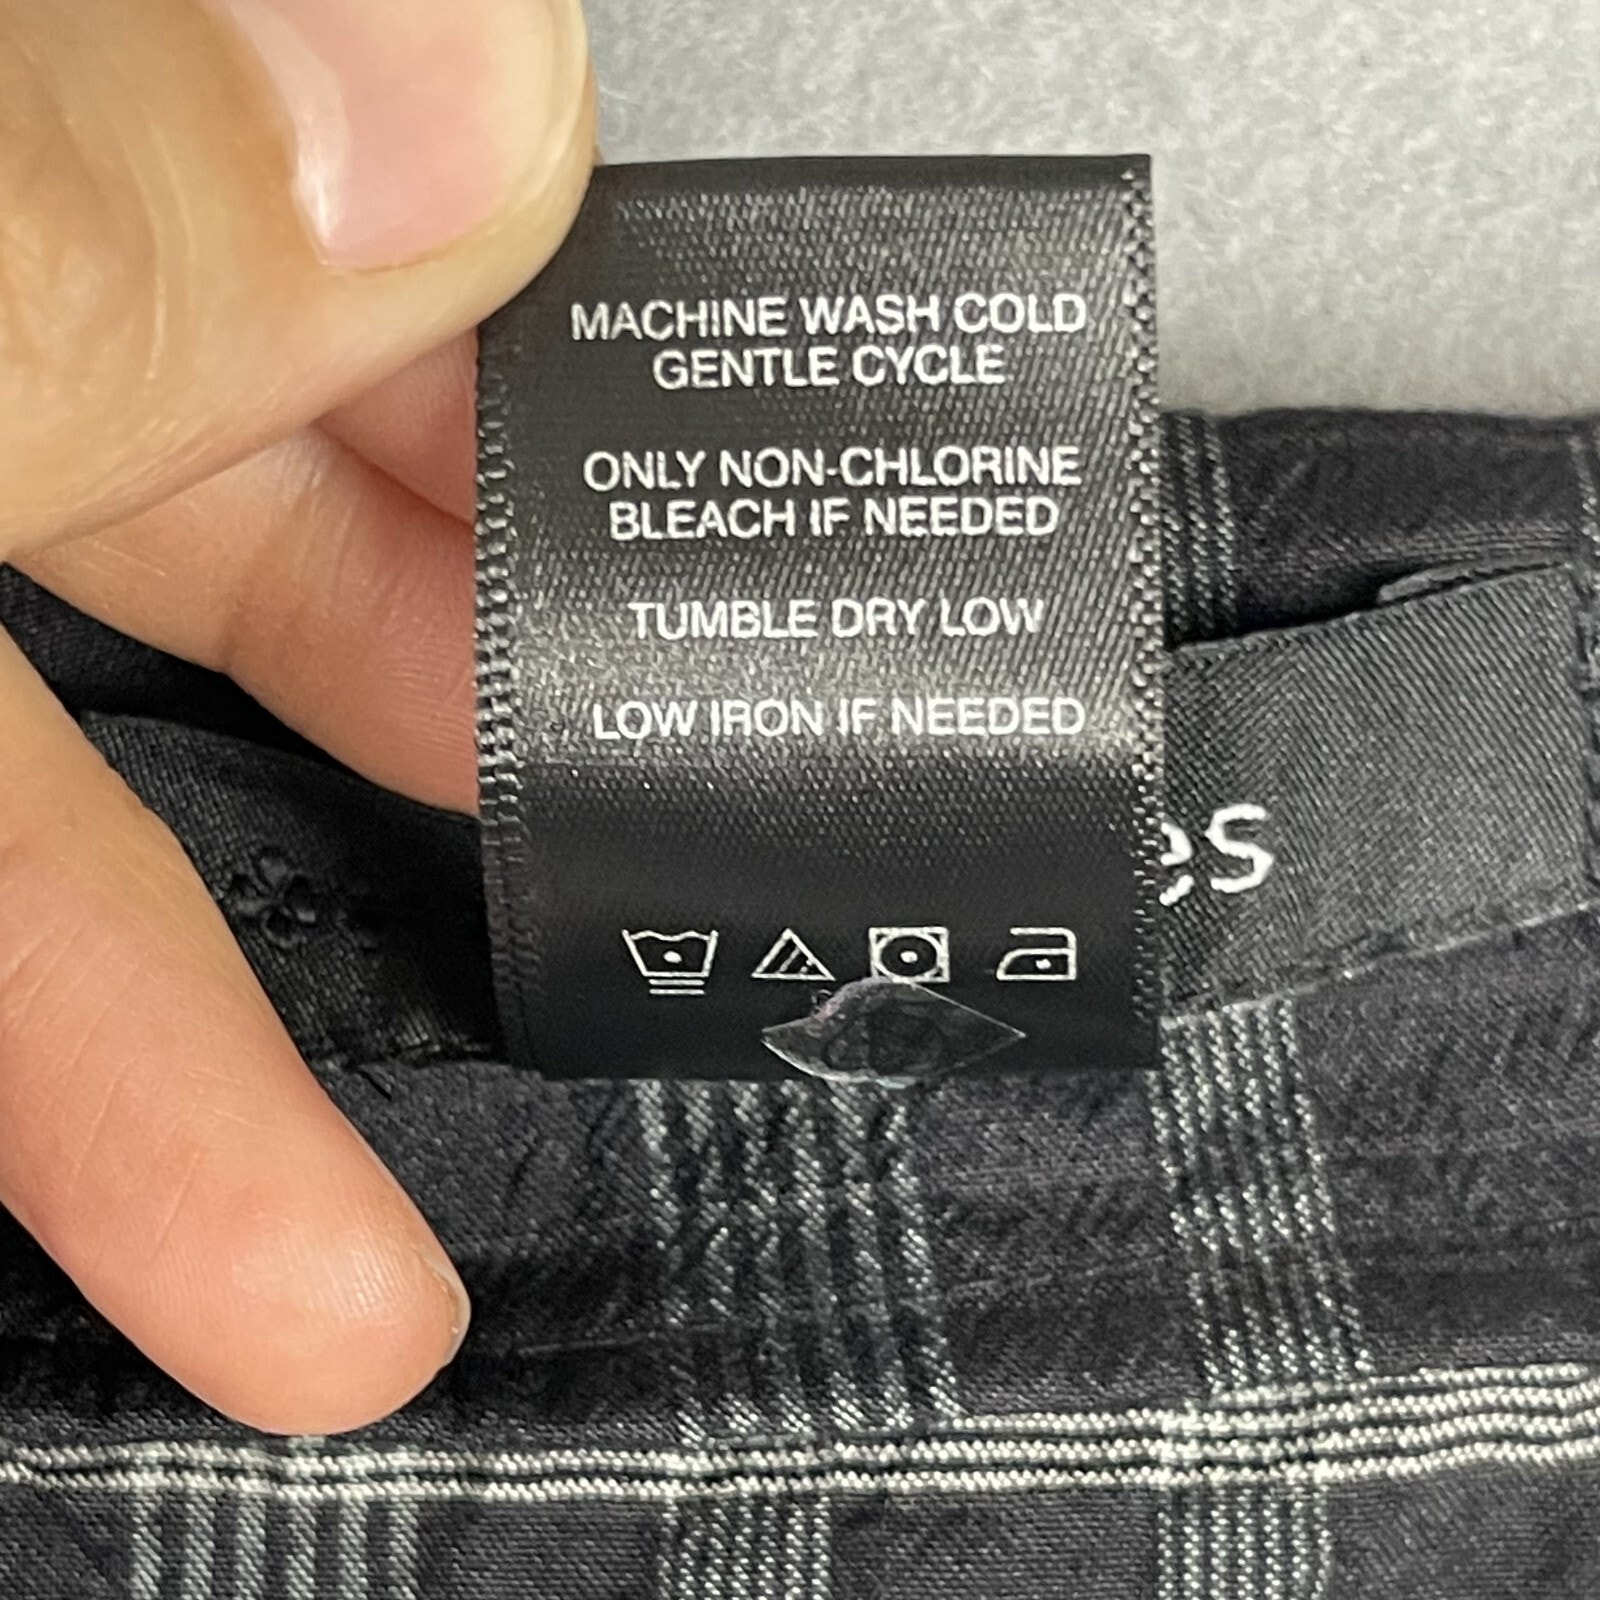 MACHINE WASH COLD
GENTLE CYCLE
ONLY NON-CHLORINE
BLEACH IF NEEDED
TUMBLE DRY LOW
LOW IRON IF NEEDED